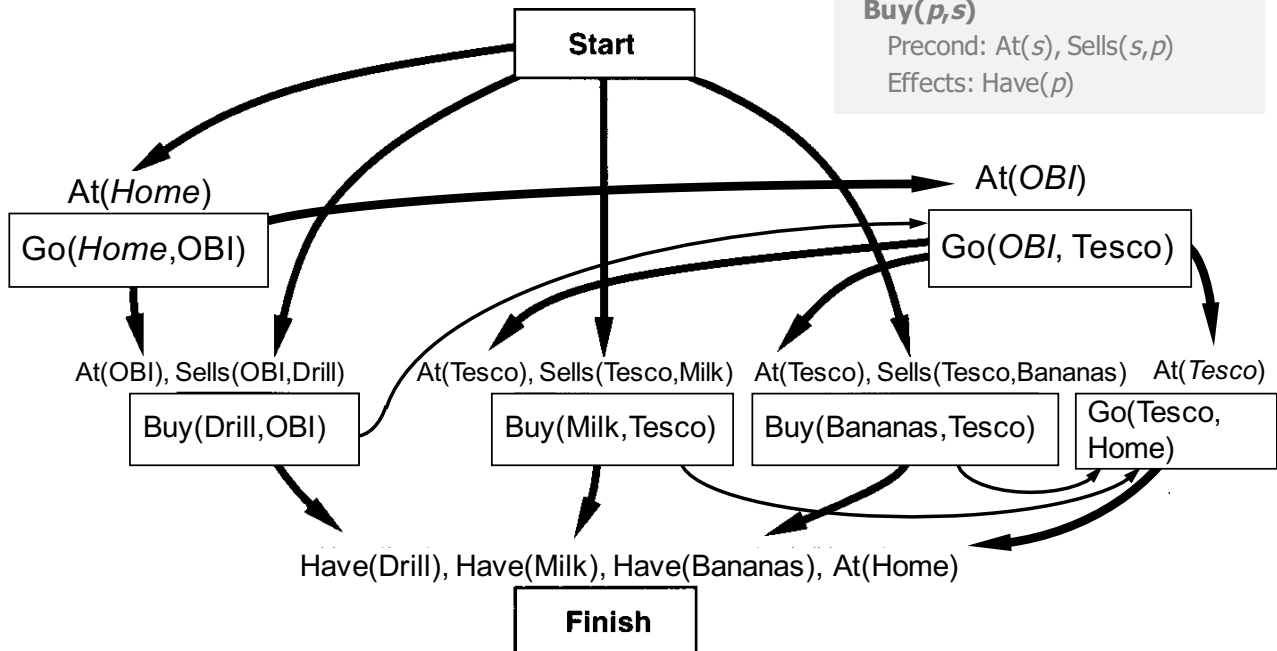 Buy(p,s)
Precond: At(s), Sells(s,p)
Effects: Have(p)
Start
At(Home)
At(OBI)
Go(Home,OBI)
Go(OBI, Tesco)
At(OBI), Sells(OBI,Drill)
At(Tesco), Sells(Tesco,Milk)
At(Tesco), Sells(Tesco,Bananas)
At(Tesco)
Buy(Drill,OBI)
Buy(Milk,Tesco)
Buy(Bananas,Tesco)
Go(Tesco,
Home)
Have(Drill), Have(Milk), Have(Bananas), At(Home)
Finish